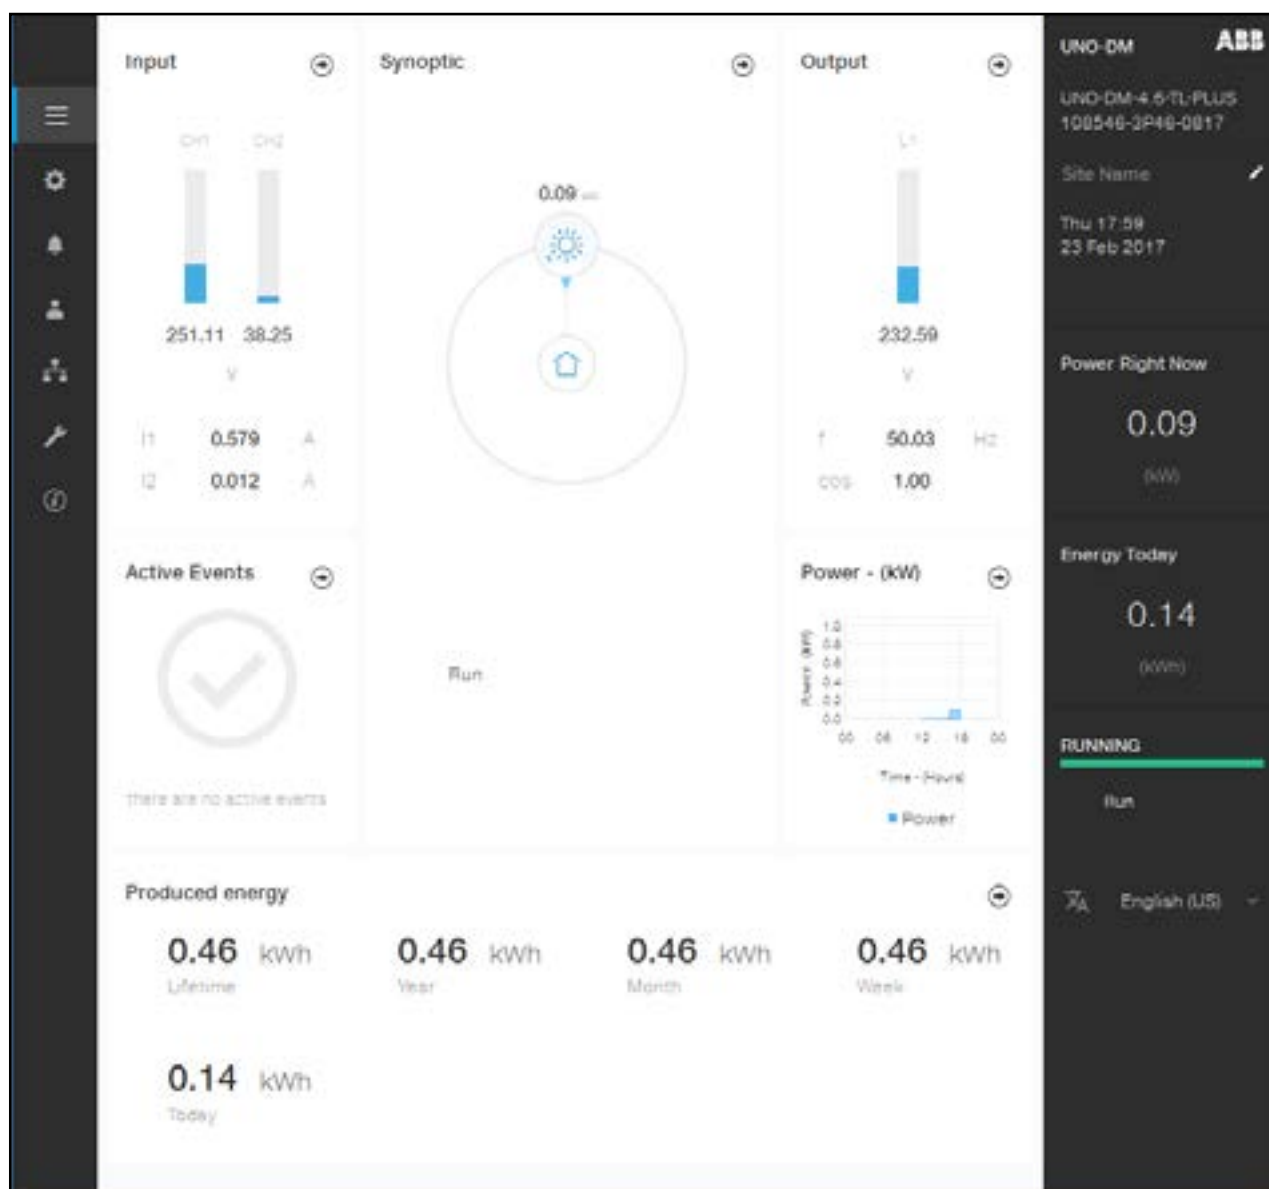 Input
CH1 CH2
251.11 38.25
V
I1 0.579 A
I2 0.012 A
Synoptic
0.09
Output
L1
232.59
V
f 50.03 Hz
cos 1.00
Active Events
there are no active events
Run
Power - (kW)
Power (kW)
1.0
0.8
0.6
0.4
0.2
0.0
00 06 12 18 00
Time - (Hours)
Power
Produced energy
0.46 kWh
Lifetime
0.46 kWh
Year
0.46 kWh
Month
0.46 kWh
Week
0.14 kWh
Today
UNO-DM ABB
UNO-DM-4.6-TL-PLUS
108546-3P46-0817
Site Name
Thu 17:59
23 Feb 2017
Power Right Now
0.09
(kW)
Energy Today
0.14
(kWh)
RUNNING
Run
English (US)